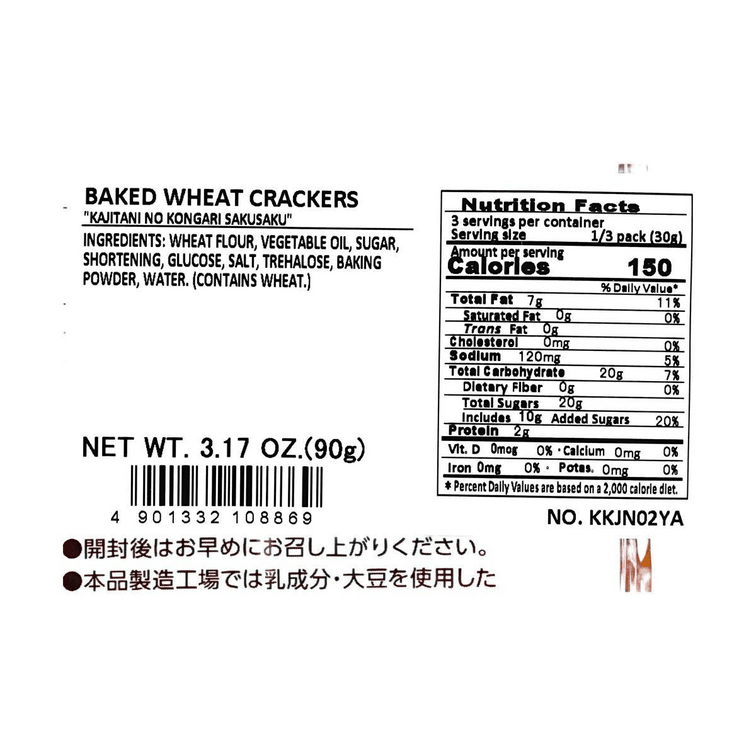 BAKED WHEAT CRACKERS
"KAJITANI NO KONGARI SAKUSAKU"
INGREDIENTS: WHEAT FLOUR, VEGETABLE OIL, SUGAR,
SHORTENING, GLUCOSE, SALT, TREHALOSE, BAKING
POWDER, WATER. (CONTAINS WHEAT.)
NET WT. 3.17 OZ.(90g)
4 901332 108869
Nutrition Facts
3 servings per container
Serving size 1/3 pack (30g)
Amount per serving
Calories 150
% Daily Value*
Total Fat 7g 11%
Saturated Fat 0g 0%
Trans Fat 0g
Cholesterol 0mg 0%
Sodium 120mg 5%
Total Carbohydrate 20g 7%
Dietary Fiber 0g 0%
Total Sugars 20g
Includes 10g Added Sugars 20%
Protein 2g
Vit. D 0mog 0% · Calcium 0mg 0%
Iron 0mg 0% · Potas. 0mg 0%
* Percent Daily Values are based on a 2,000 calorie diet.
NO. KKJN02YA
●開封後はお早めにお召し上がりください。
●本品製造工場では乳成分・大豆を使用した